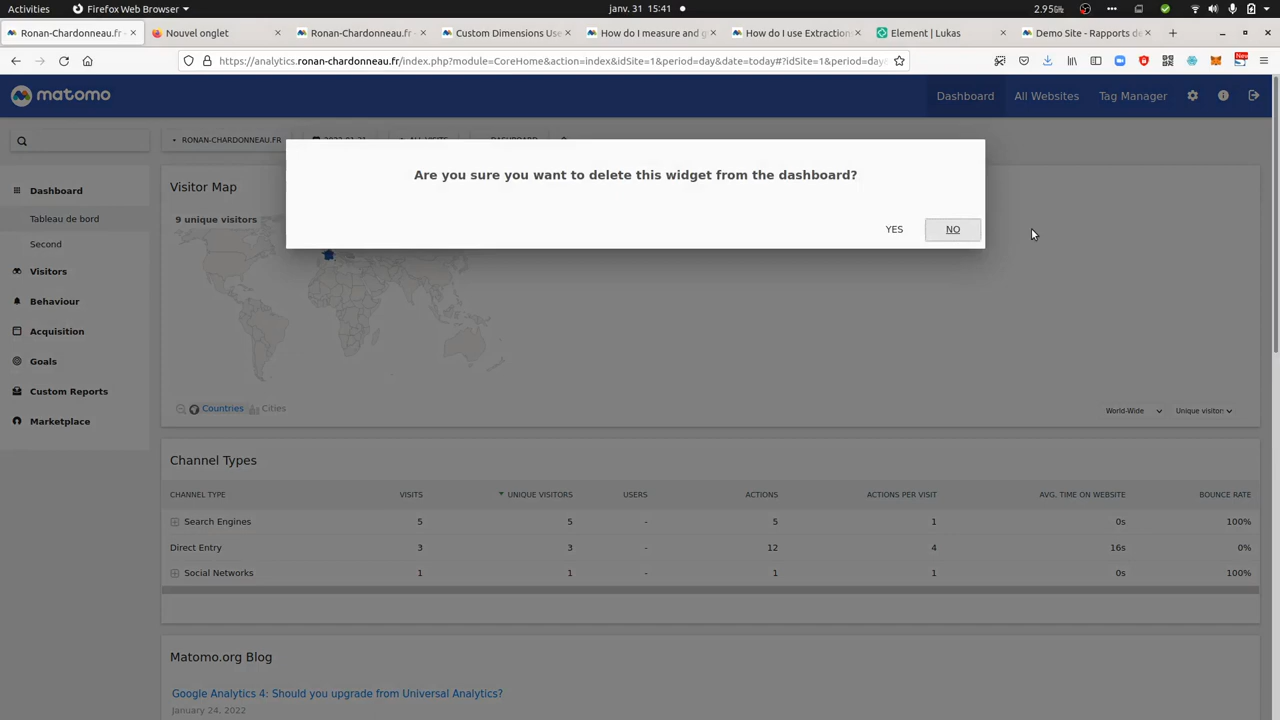 Activities
Firefox Web Browser
janv. 31 15:41
2.95%
Ronan-Chardonneau.fr -
Nouvel onglet
Ronan-Chardonneau.fr -
Custom Dimensions Use
How do I measure and g
How do I use Extraction
Element | Lukas
Demo Site - Rapports de
https://analytics.ronan-chardonneau.fr/index.php?module=CoreHome&action=index&idSite=1&period=day&date=today#?idSite=1&period=day
New
matomo
Dashboard
All Websites
Tag Manager
RONAN-CHARDONNEAU.FR
2022-01-31
ALL VISITS
DASHBOARD
Are you sure you want to delete this widget from the dashboard?
YES
NO
Dashboard
Tableau de bord
Second
Visitors
Behaviour
Acquisition
Goals
Custom Reports
Marketplace
Visitor Map
9 unique visitors
Countries
Cities
World-Wide
Unique visitor
Channel Types
CHANNEL TYPE VISITS UNIQUE VISITORS USERS ACTIONS ACTIONS PER VISIT AVG. TIME ON WEBSITE BOUNCE RATE
Search Engines 5 5 - 5 1 0s 100%
Direct Entry 3 3 - 12 4 16s 0%
Social Networks 1 1 - 1 1 0s 100%
Matomo.org Blog
Google Analytics 4: Should you upgrade from Universal Analytics?
January 24, 2022